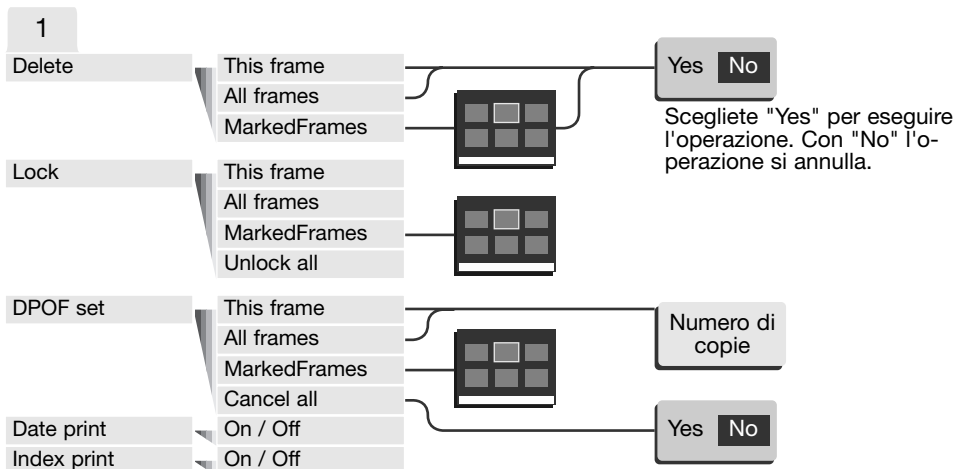 1
Delete
This frame
All frames
MarkedFrames
Yes No
Scegliete "Yes" per eseguire
l'operazione. Con "No" l'o-
perazione si annulla.
Lock
This frame
All frames
MarkedFrames
Unlock all
DPOF set
This frame
All frames
MarkedFrames
Cancel all
Numero di
copie
Yes No
Date print
On / Off
Index print
On / Off